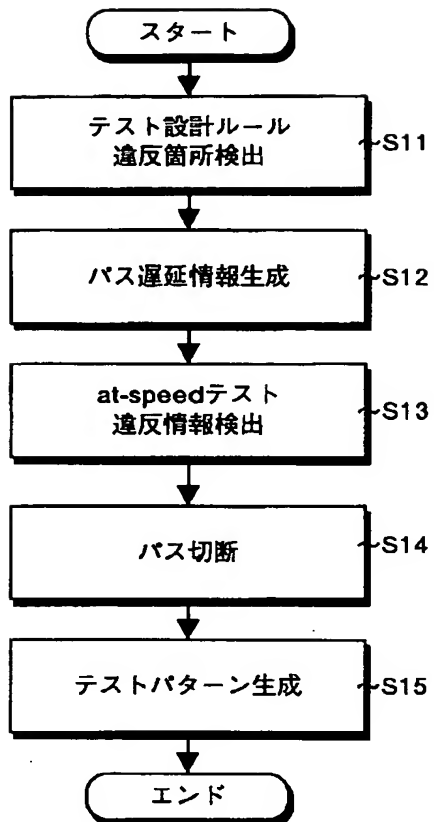 スタート
テスト設計ルール
違反箇所検出
~S11
パス遅延情報生成
~S12
at-speedテスト
違反情報検出
~S13
パス切断
~S14
テストパターン生成
~S15
エンド